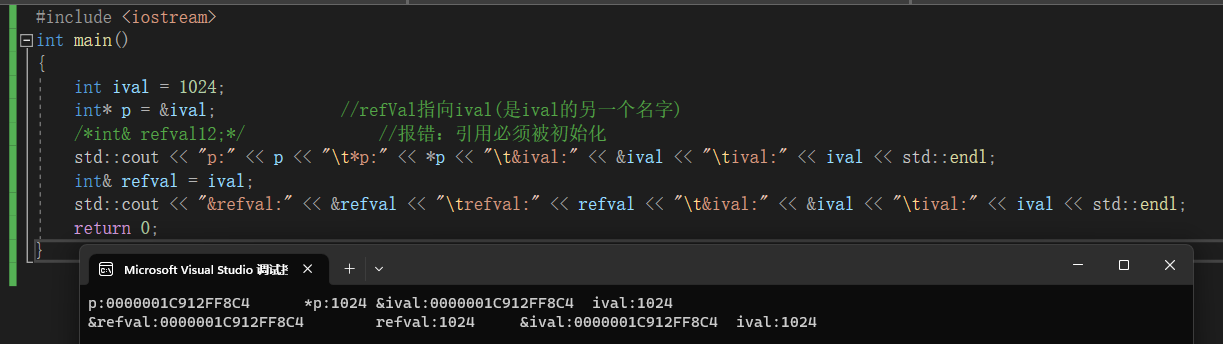 #include <iostream>
int main()
{
int ival = 1024;
int* p = &ival; //refVal指向ival(是ival的另一个名字)
/*int& refval12;*/ //报错：引用必须被初始化
std::cout << "p:" << p << "\t*p:" << *p << "\t&ival:" << &ival << "\tival:" << ival << std::endl;
int& refval = ival;
std::cout << "&refval:" << &refval << "\trefval:" << refval << "\t&ival:" << &ival << "\tival:" << ival << std::endl;
return 0;
}
Microsoft Visual Studio 调试
p:0000001C912FF8C4 *p:1024 &ival:0000001C912FF8C4 ival:1024
&refval:0000001C912FF8C4 refval:1024 &ival:0000001C912FF8C4 ival:1024